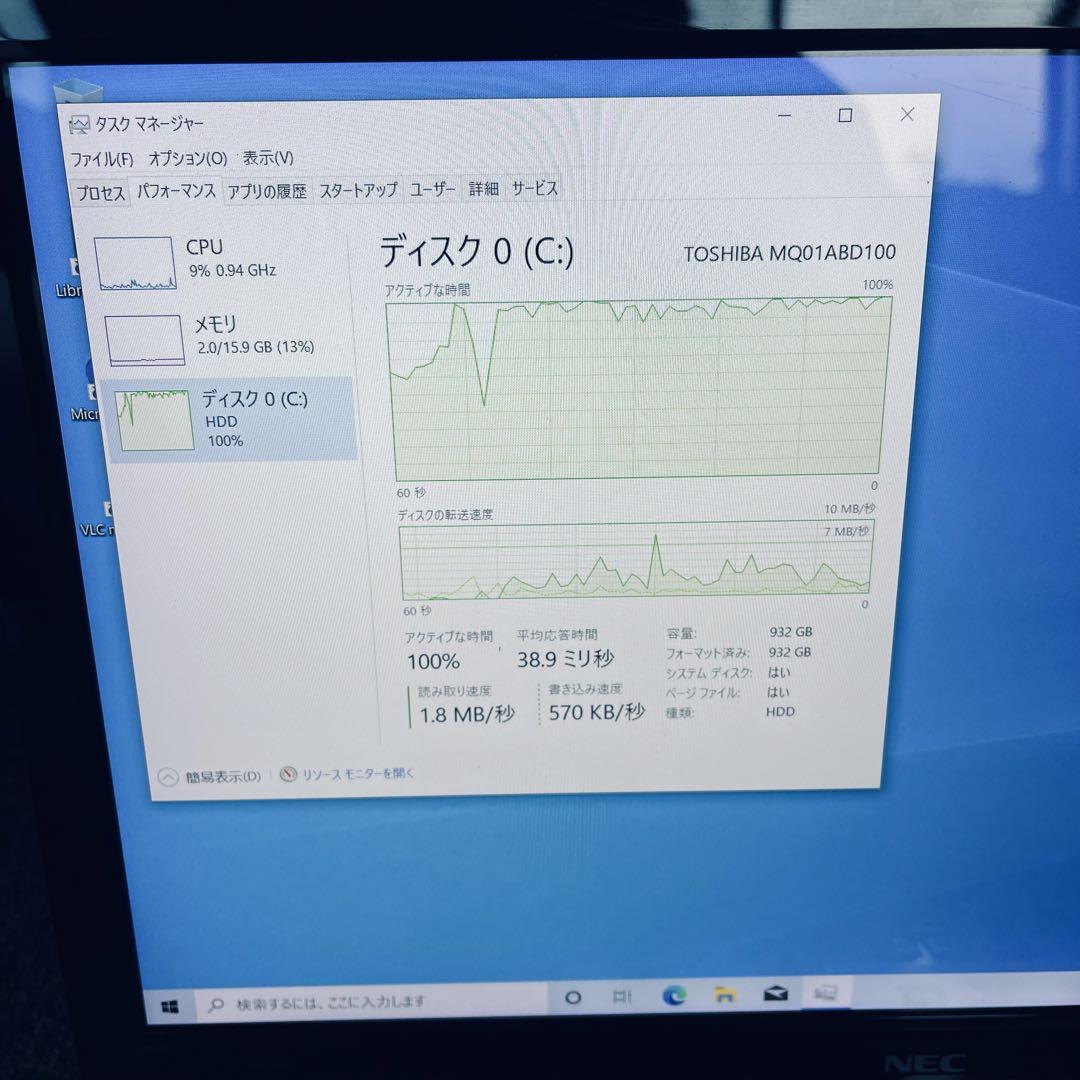 タスク マネージャー
ファイル(F) オプション(O) 表示(V)
プロセス パフォーマンス アプリの履歴 スタートアップ ユーザー 詳細 サービス
CPU
9% 0.94 GHz
メモリ
2.0/15.9 GB (13%)
ディスク 0 (C:)
HDD
100%
ディスク 0 (C:) TOSHIBA MQ01ABD100
アクティブな時間 100%
60 秒 0
ディスクの転送速度 10 MB/秒
7 MB/秒
60 秒 0
アクティブな時間 平均応答時間
100% 38.9 ミリ秒
読み取り速度 書き込み速度
1.8 MB/秒 570 KB/秒
容量: 932 GB
フォーマット済み: 932 GB
システム ディスク: はい
ページ ファイル: はい
種類: HDD
簡易表示(D) リソース モニターを開く
Libr
Micr
VLC
検索するには、ここに入力します
NEC